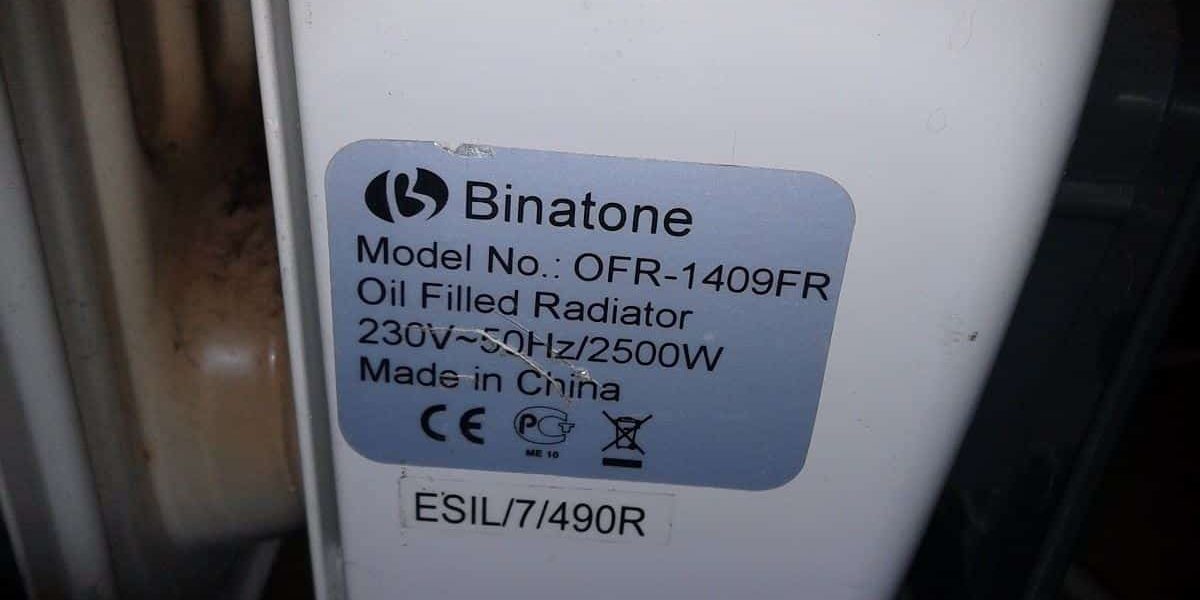 Binatone
Model No.: OFR-1409FR
Oil Filled Radiator
230V~50Hz/2500W
Made in China
CE PCT
ME 10
ESIL/7/490R